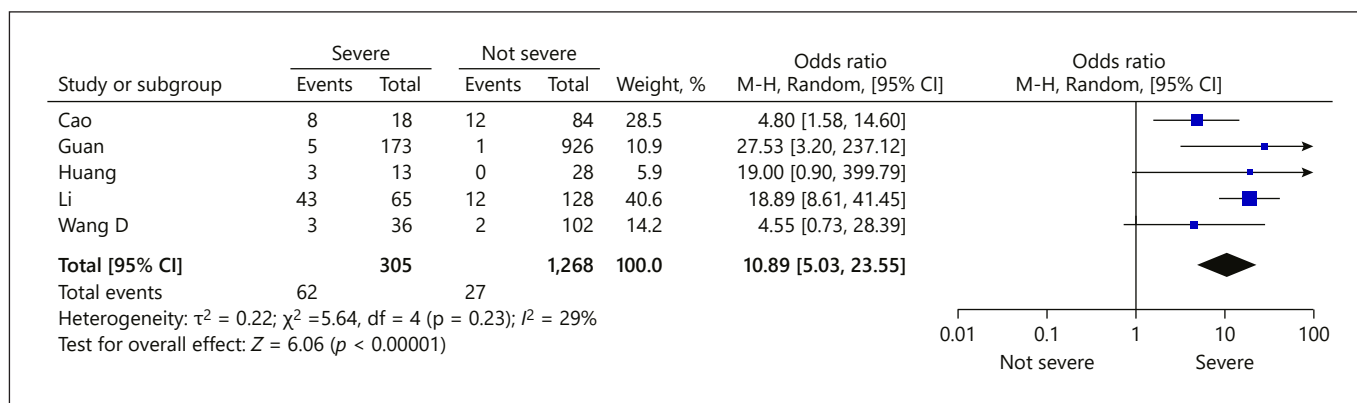 Severe Not severe Odds ratio Odds ratio
Study or subgroup Events Total Events Total Weight, % M-H, Random, [95% CI] M-H, Random, [95% CI]
Cao 8 18 12 84 28.5 4.80 [1.58, 14.60]
Guan 5 173 1 926 10.9 27.53 [3.20, 237.12]
Huang 3 13 0 28 5.9 19.00 [0.90, 399.79]
Li 43 65 12 128 40.6 18.89 [8.61, 41.45]
Wang D 3 36 2 102 14.2 4.55 [0.73, 28.39]
Total [95% CI] 305 1,268 100.0 10.89 [5.03, 23.55]
Total events 62 27
Heterogeneity: τ² = 0.22; χ² =5.64, df = 4 (p = 0.23); I² = 29%
Test for overall effect: Z = 6.06 (p < 0.00001)
0.01 0.1 1 10 100
Not severe Severe